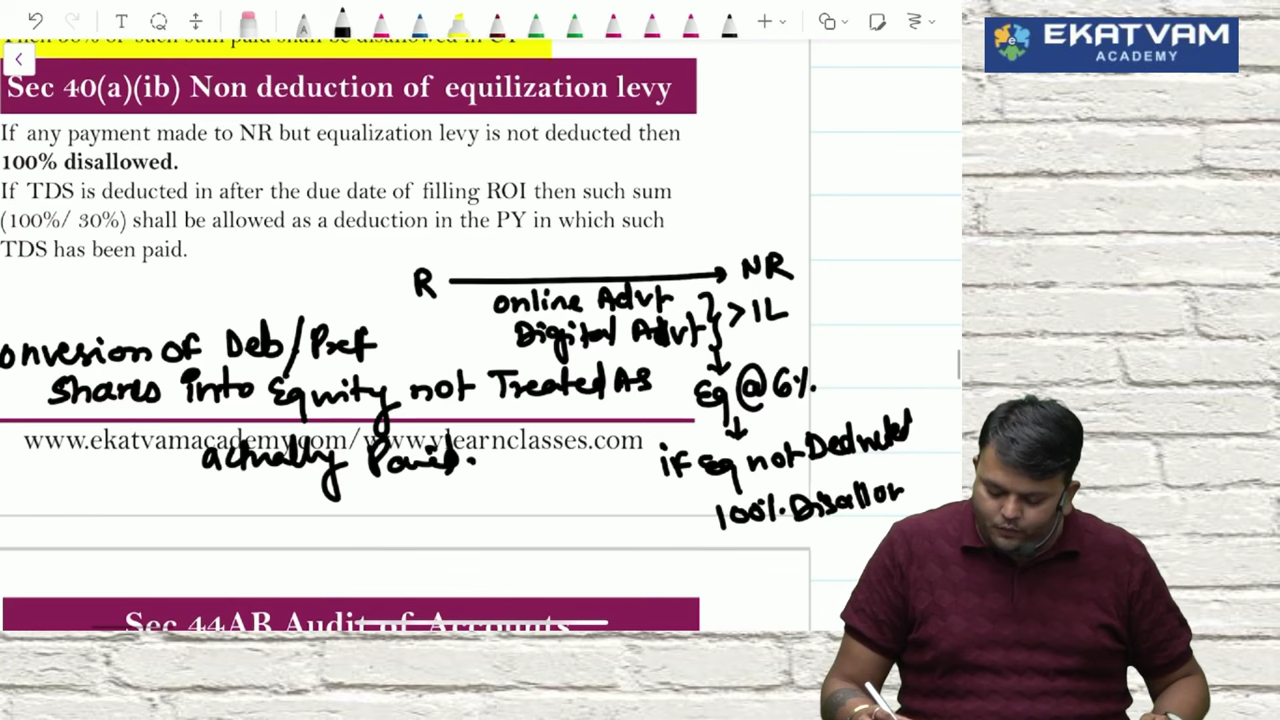 EKATVAM
ACADEMY
Sec 40(a)(ib) Non deduction of equilization levy
If any payment made to NR but equalization levy is not deducted then
100% disallowed.
If TDS is deducted in after the due date of filling ROI then such sum
(100%/ 30%) shall be allowed as a deduction in the PY in which such
TDS has been paid.
R → NR
online Advt
Digital Advt
> 1L
Eq @ 6%.
if Eq not Deducted
100%. Disallow
onversion of Deb/Pref
Shares into Equity not Treated As
actually Paid.
www.ekatvamacademy.com/ www.vlearnclasses.com
Sec 44AB Audit of Accounts